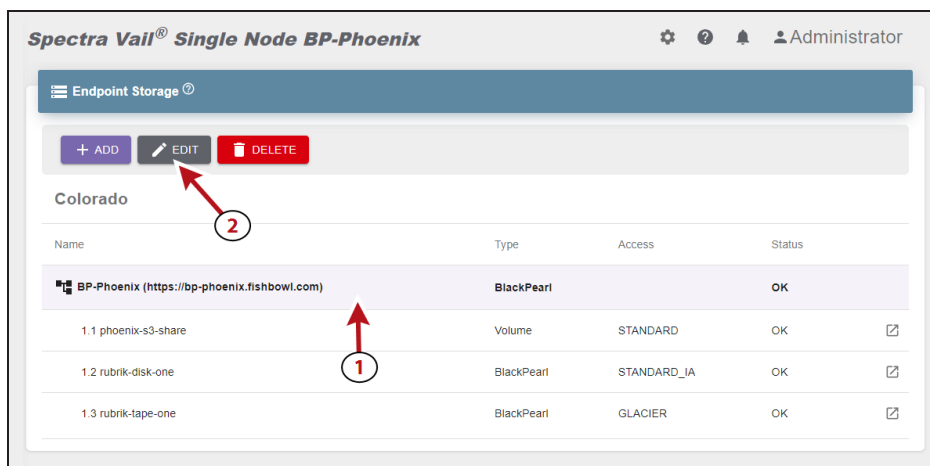 Spectra Vail® Single Node BP-Phoenix Administrator
Endpoint Storage
+ ADD EDIT DELETE
Colorado
2
Name Type Access Status
BP-Phoenix (https://bp-phoenix.fishbowl.com) BlackPearl OK
1.1 phoenix-s3-share Volume STANDARD OK
1
1.2 rubrik-disk-one BlackPearl STANDARD_IA OK
1.3 rubrik-tape-one BlackPearl GLACIER OK